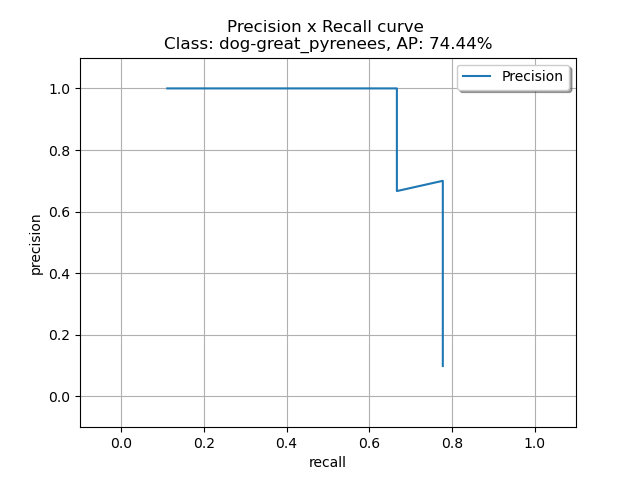 Precision x Recall curve
Class: dog-great_pyrenees, AP: 74.44%
Precision
1.0
0.8
0.6
0.4
0.2
0.0
precision
0.0 0.2 0.4 0.6 0.8 1.0
recall